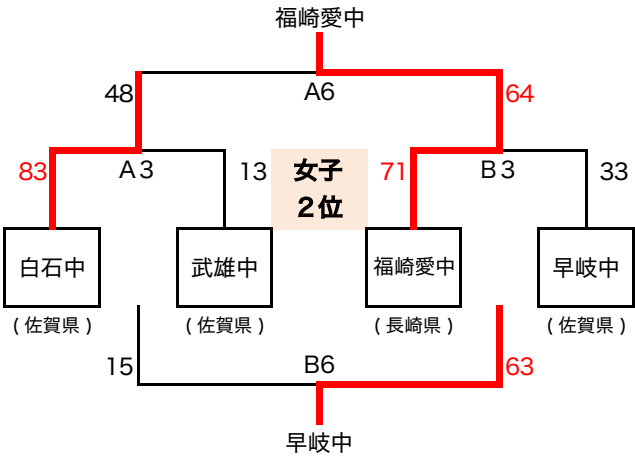 福崎愛中
48
A6
64
83
A3
13
女子
２位
71
B3
33
白石中
武雄中
福崎愛中
早岐中
(佐賀県)
(佐賀県)
(長崎県)
(佐賀県)
15
B6
63
早岐中